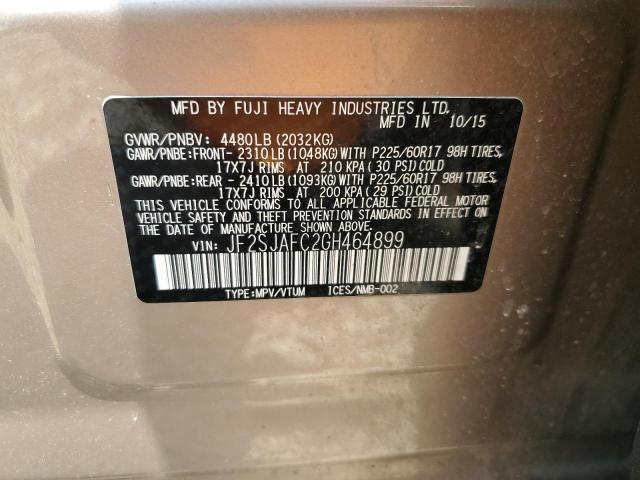 MFD BY FUJI HEAVY INDUSTRIES LTD.
MFD IN 10/15
GVWR/PNBV: 4480LB (2032KG)
GAWR/PNBE:FRONT- 2310LB (1048KG) WITH P225/60R17 98H TIRES,
17X7J RIMS AT 210 KPA (30 PSI) COLD
GAWR/PNBE:REAR - 2410LB (1093KG) WITH P225/60R17 98H TIRES,
17X7J RIMS AT 200 KPA (29 PSI) COLD
THIS VEHICLE CONFORMS TO ALL APPLICABLE FEDERAL MOTOR
VEHICLE SAFETY AND THEFT PREVENTION STANDARDS IN EFFECT
ON THE DATE OF MANUFACTURE SHOWN ABOVE.
VIN: JF2SJAFC2GH464899
TYPE:MPV/VTUM ICES/NMB-002